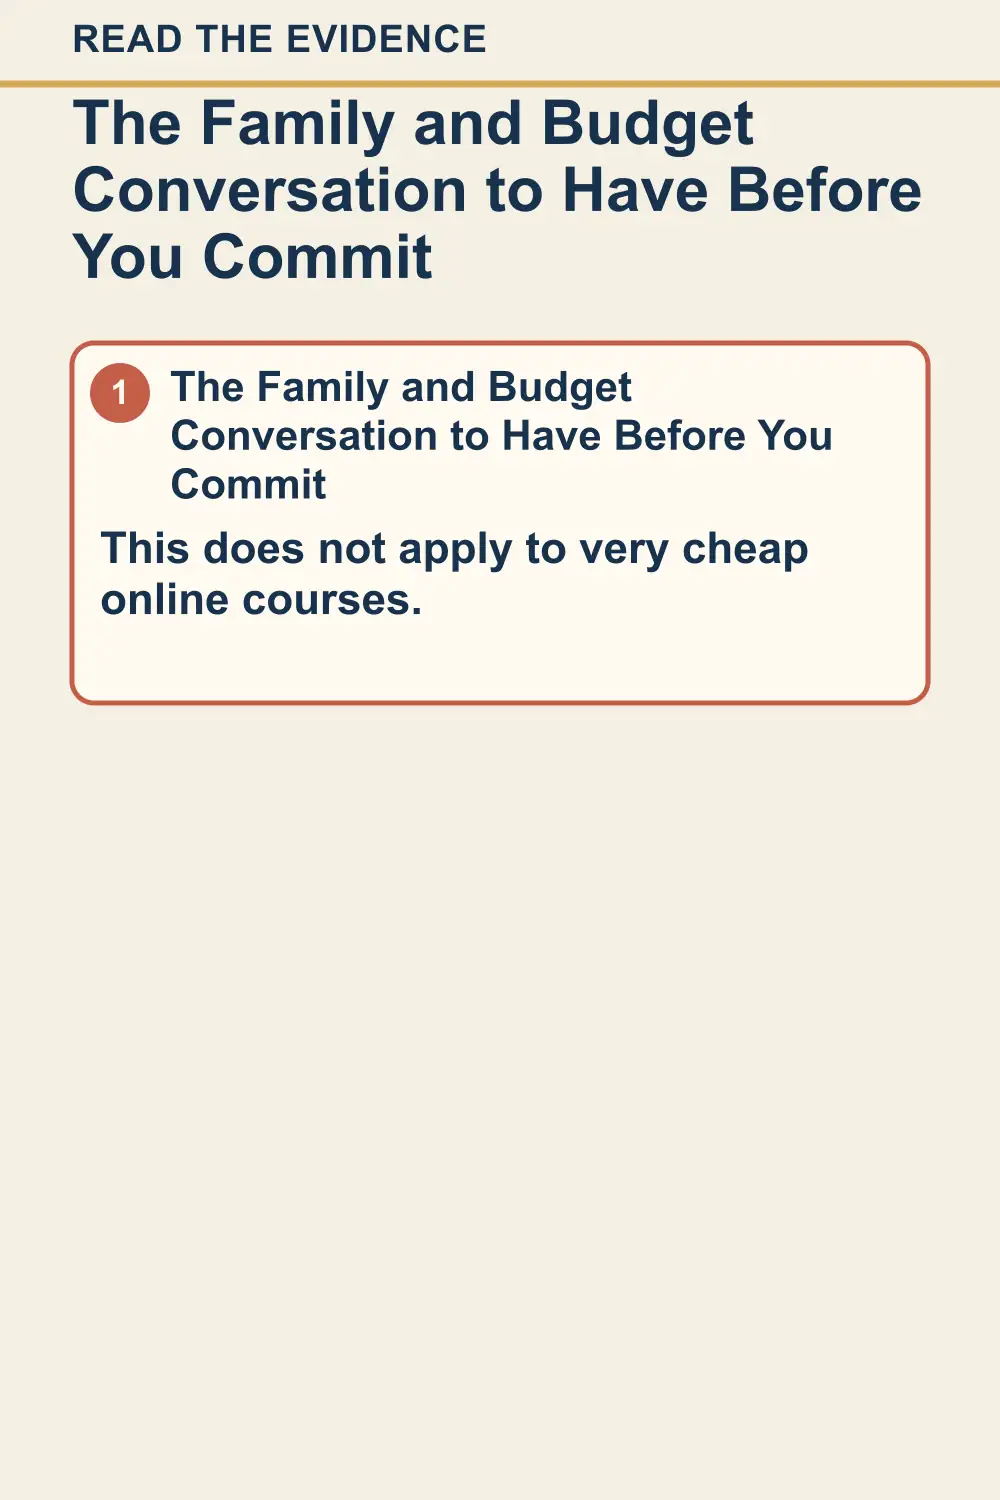 READ THE EVIDENCE
The Family and Budget
Conversation to Have Before
You Commit
1
The Family and Budget
Conversation to Have Before You
Commit
This does not apply to very cheap
online courses.